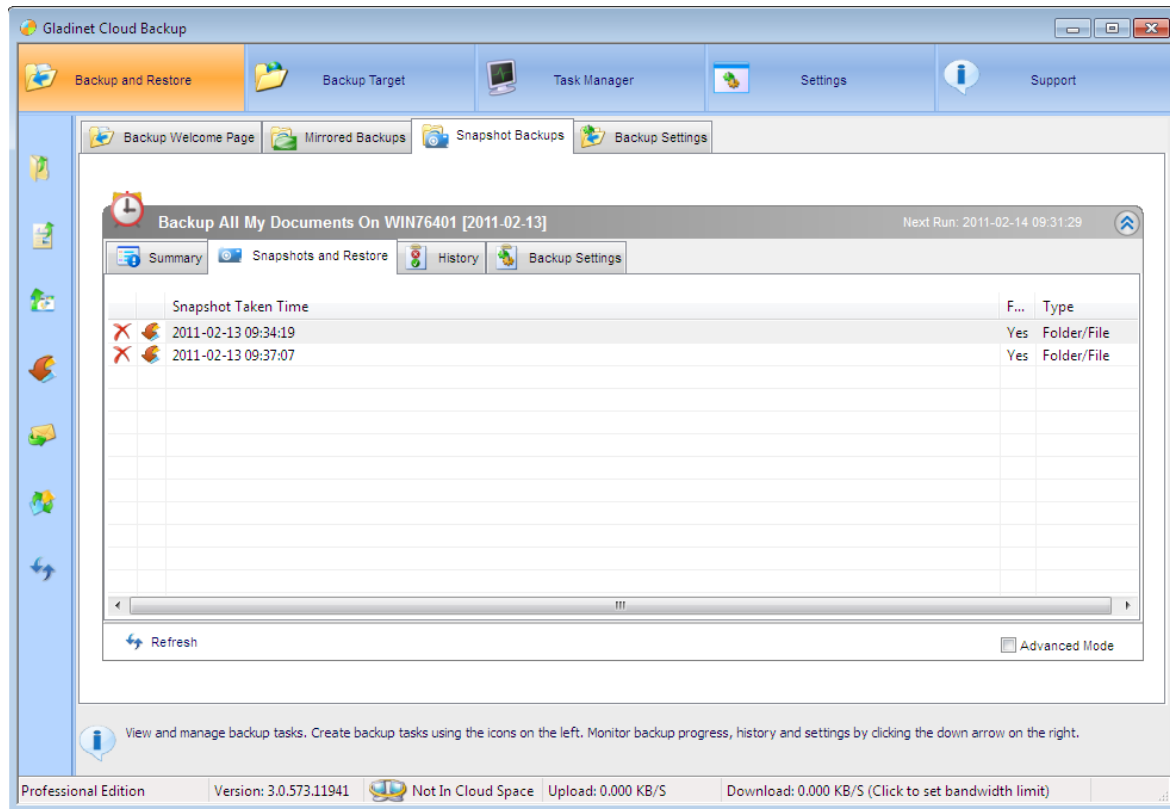 Gladinet Cloud Backup
Backup and Restore Backup Target Task Manager Settings Support
Backup Welcome Page Mirrored Backups Snapshot Backups Backup Settings
Backup All My Documents On WIN76401 [2011-02-13] Next Run: 2011-02-14 09:31:29
Summary Snapshots and Restore History Backup Settings
Snapshot Taken Time F... Type
2011-02-13 09:34:19 Yes Folder/File
2011-02-13 09:37:07 Yes Folder/File
Refresh Advanced Mode
View and manage backup tasks. Create backup tasks using the icons on the left. Monitor backup progress, history and settings by clicking the down arrow on the right.
Professional Edition Version: 3.0.573.11941 Not In Cloud Space Upload: 0.000 KB/S Download: 0.000 KB/S (Click to set bandwidth limit)